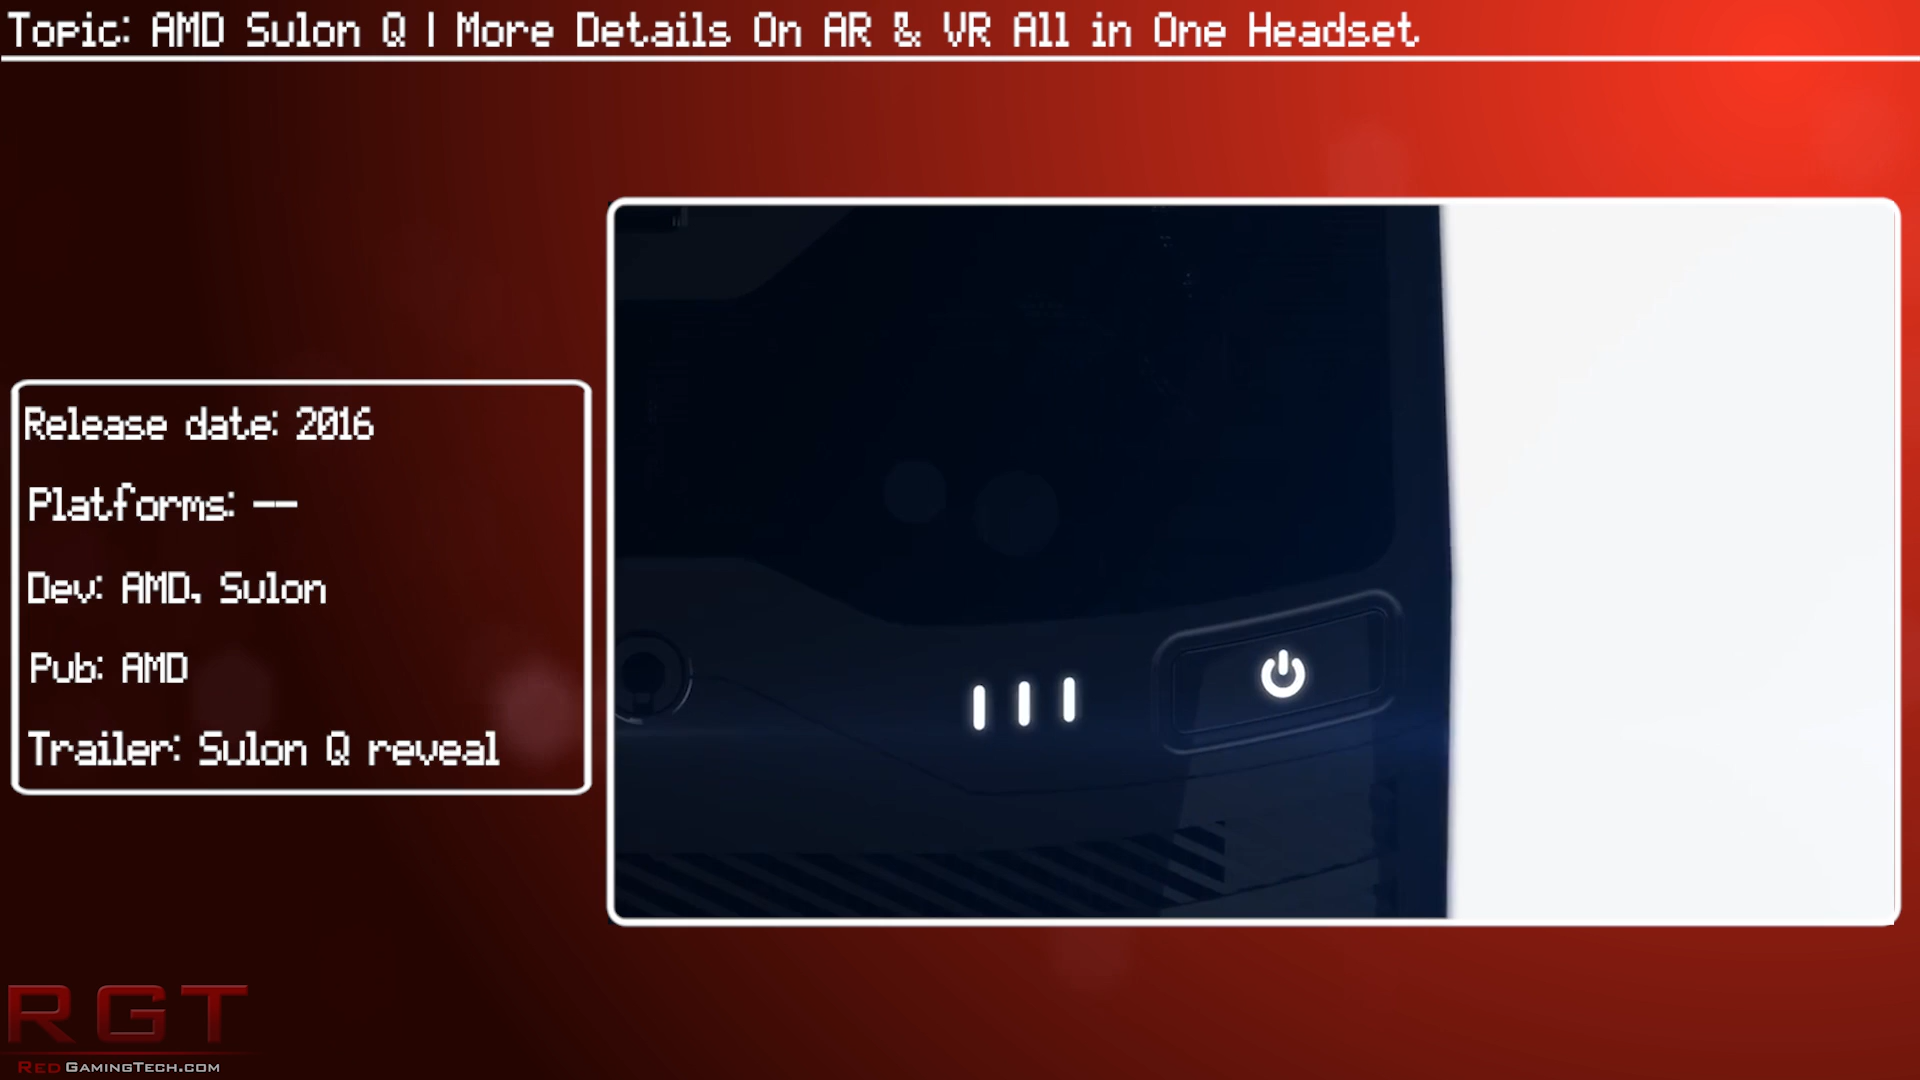 Topic: AMD Sulon Q | More Details On AR & VR All in One Headset
Release date: 2016
Platforms: --
Dev: AMD, Sulon
Pub: AMD
Trailer: Sulon Q reveal
RGT
RedGamingTech.com